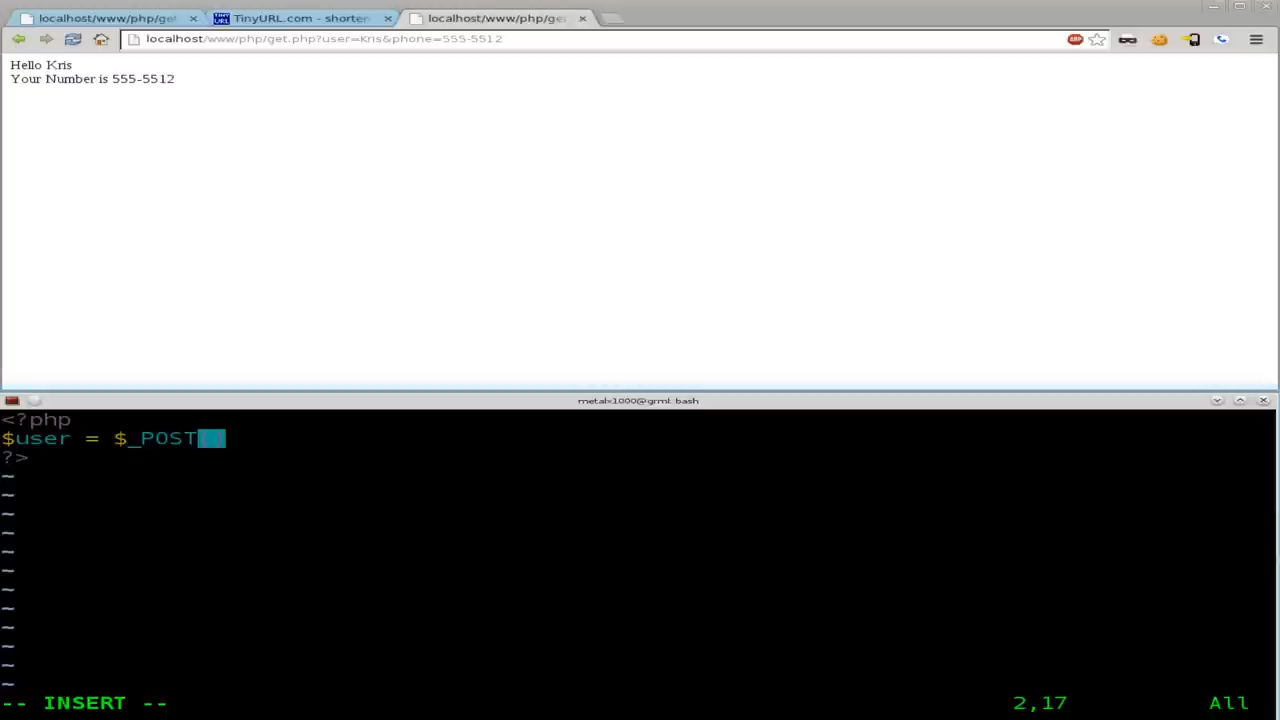 localhost/www/php/get TinyURL.com - shorten localhost/www/php/ge
localhost/www/php/get.php?user=Kris&phone=555-5512
Hello Kris
Your Number is 555-5512
metalx1000@grml: bash
<?php
$user = $_POST[]
?>
~
~
~
~
~
~
~
~
~
~
~
~
-- INSERT -- 2,17 All